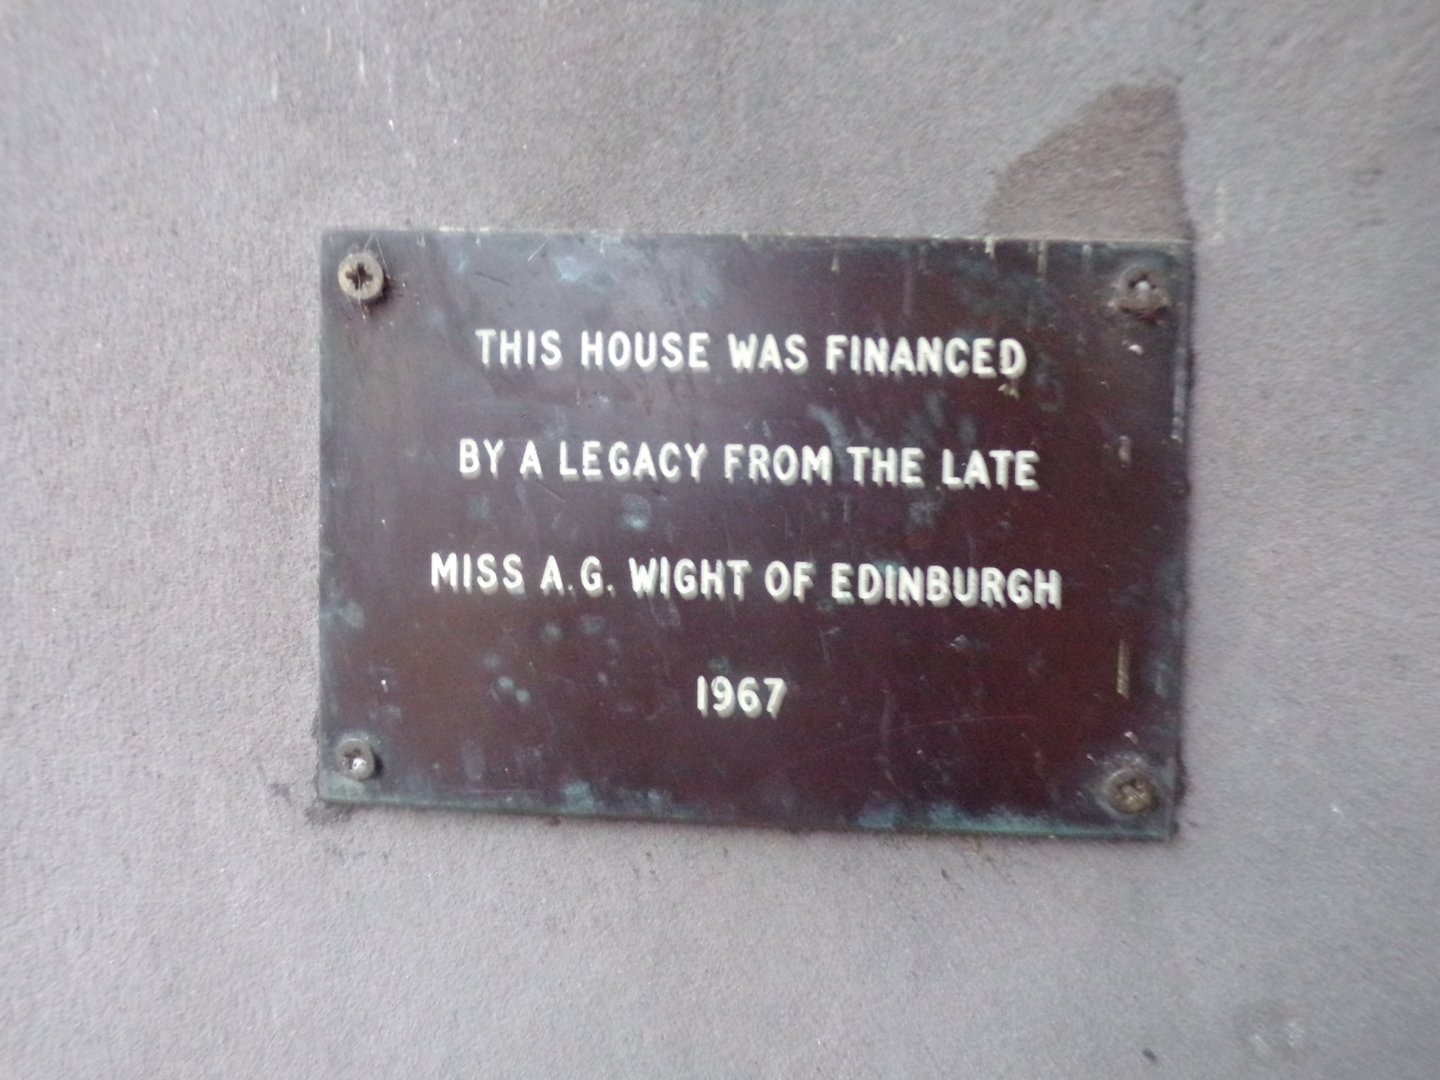 THIS HOUSE WAS FINANCED
BY A LEGACY FROM THE LATE
MISS A.G. WIGHT OF EDINBURGH
1967